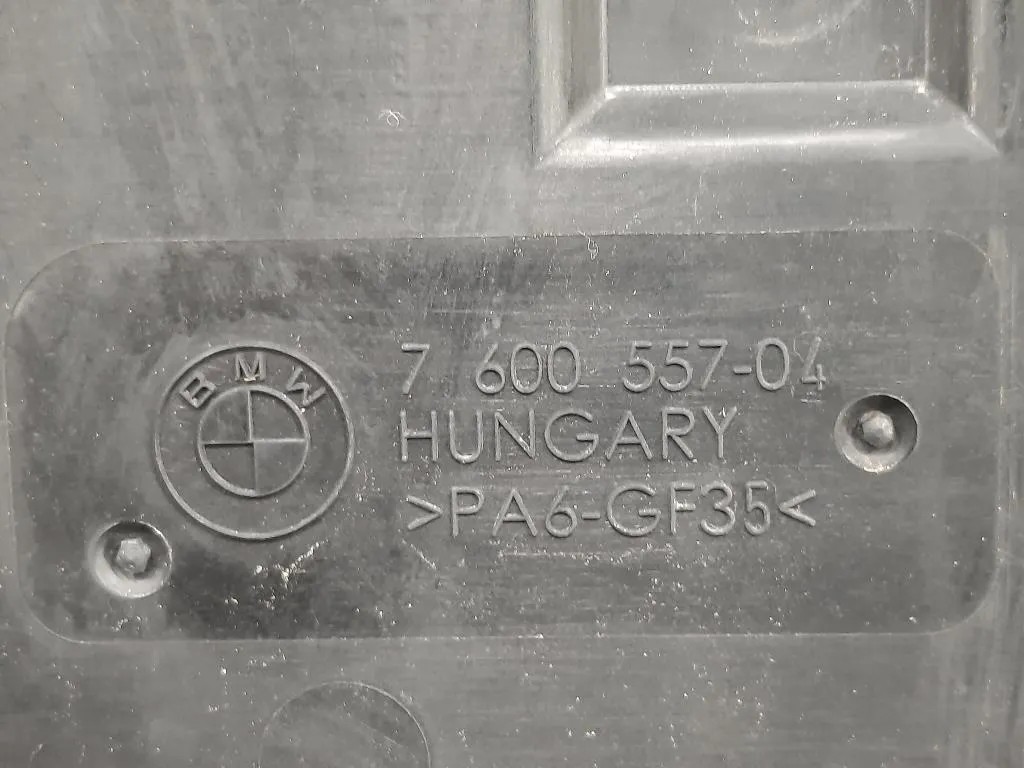 BMW
7 600 557-04
HUNGARY
>PA6-GF35<